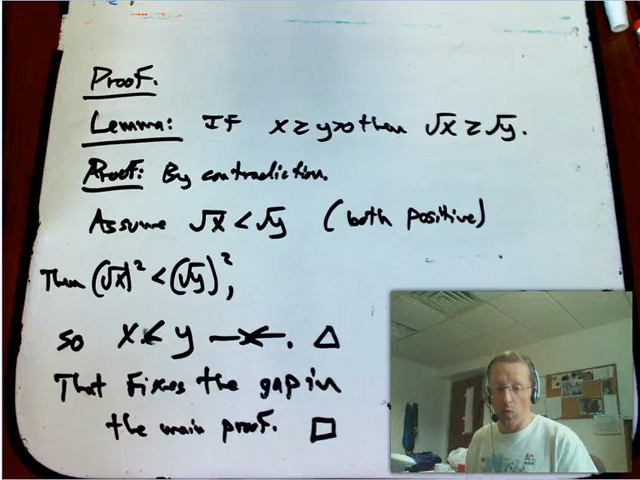 Proof.
Lemma: If x ≥ y > 0 then √x ≥ √y.
Proof: By contradiction.
Assume √x < √y (both positive)
Then (√x)² < (√y)²,
so x < y →←. △
That fixes the gap in
the main proof. □